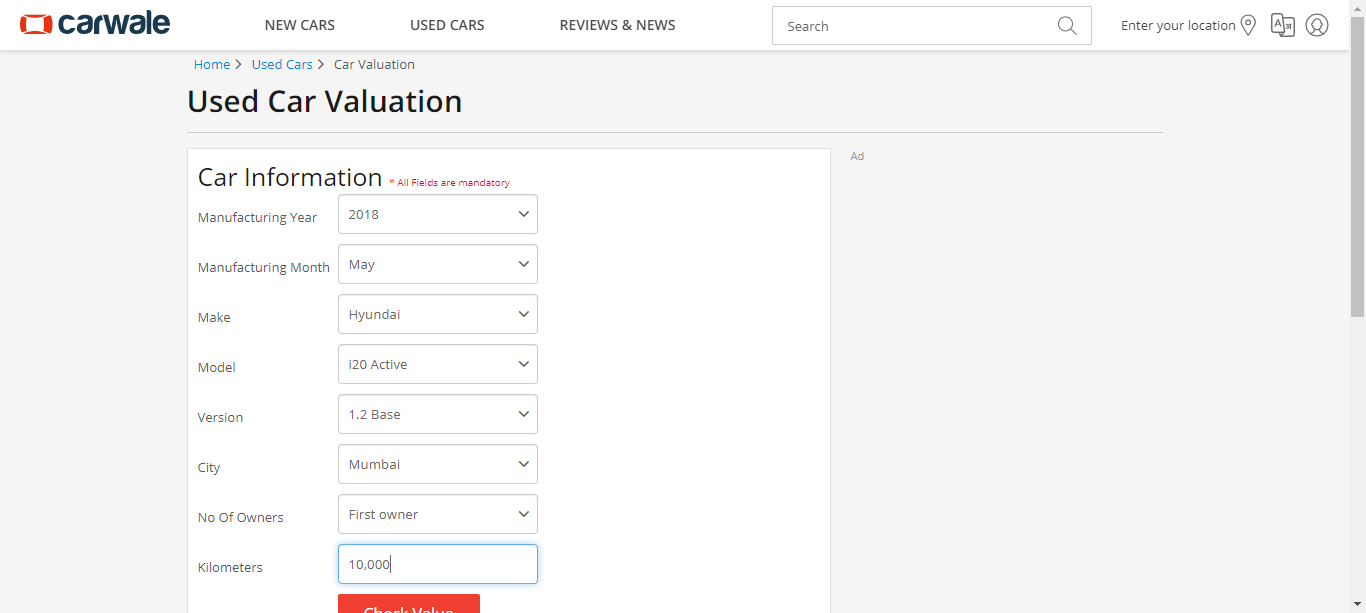 carwale NEW CARS USED CARS REVIEWS & NEWS Search Enter your location
Home Used Cars Car Valuation
Used Car Valuation
Ad
Car Information * All Fields are mandatory
Manufacturing Year 2018
Manufacturing Month May
Make Hyundai
Model i20 Active
Version 1.2 Base
City Mumbai
No Of Owners First owner
Kilometers 10,000
Check Value